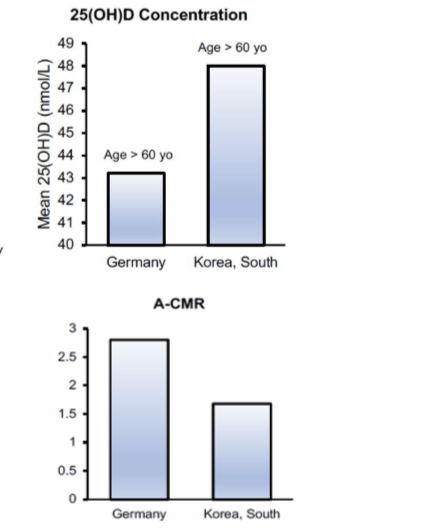 25(OH)D Concentration
Mean 25(OH)D (nmol/L)
49
48
47
46
45
44
43
42
41
40
Age > 60 yo
Age > 60 yo
Germany
Korea, South
A-CMR
3
2.5
2
1.5
1
0.5
0
Germany
Korea, South